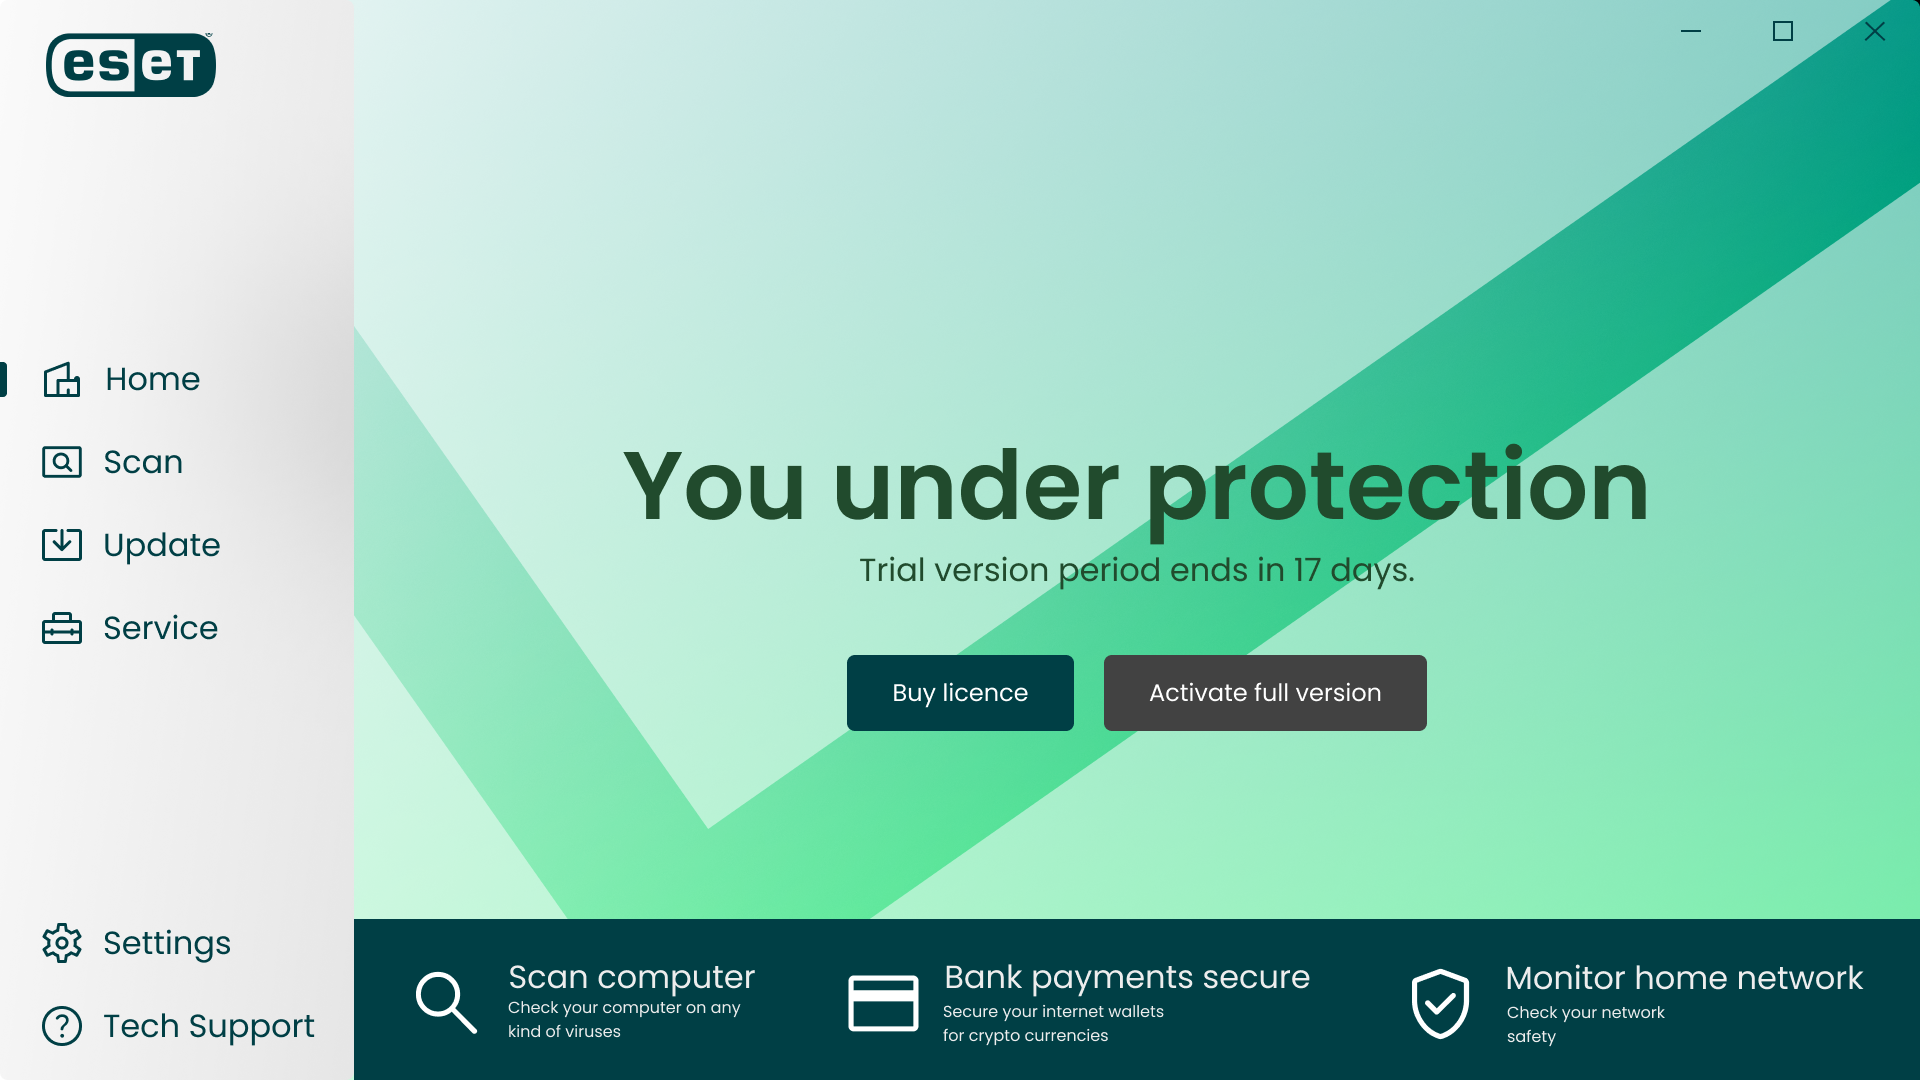 eset
Home
Scan
Update
Service
Settings
Tech Support
You under protection
Trial version period ends in 17 days.
Buy licence
Activate full version
Scan computer
Check your computer on any
kind of viruses
Bank payments secure
Secure your internet wallets
for crypto currencies
Monitor home network
Check your network
safety